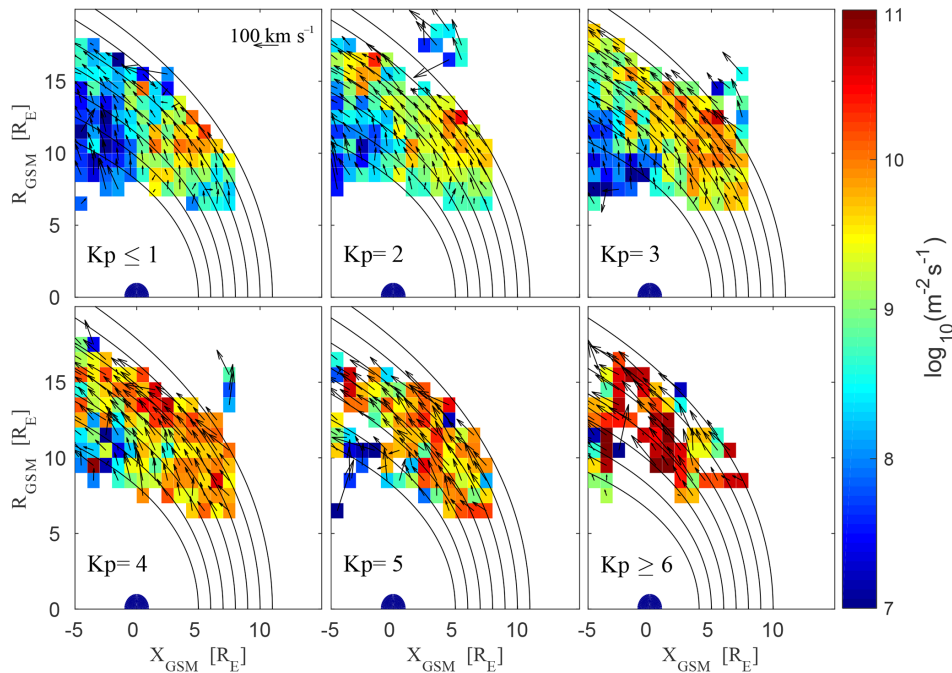 100 km s⁻¹
11
15
10
5
0
R_GSM [R_E]
Kp ≤ 1
Kp= 2
Kp= 3
10
9
8
7
log₁₀(m⁻² s⁻¹)
15
10
5
0
R_GSM [R_E]
Kp= 4
Kp= 5
Kp ≥ 6
-5 0 5 10 -5 0 5 10 -5 0 5 10
X_GSM [R_E] X_GSM [R_E] X_GSM [R_E]